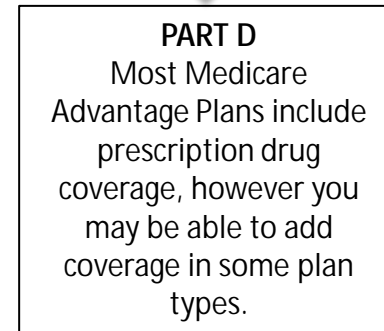 PART D
Most Medicare
Advantage Plans include
prescription drug
coverage, however you
may be able to add
coverage in some plan
types.